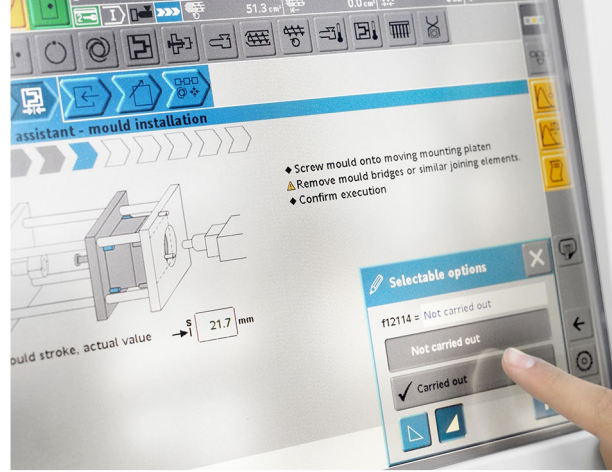 51.3 cm³
0.0 cm³
assistant - mould installation
◆ Screw mould onto moving mounting platen
⚠ Remove mould bridges or similar joining elements.
◆ Confirm execution
Selectable options
f12114 = Not carried out
Not carried out
✓ Carried out
ould stroke, actual value
s
21.7 mm